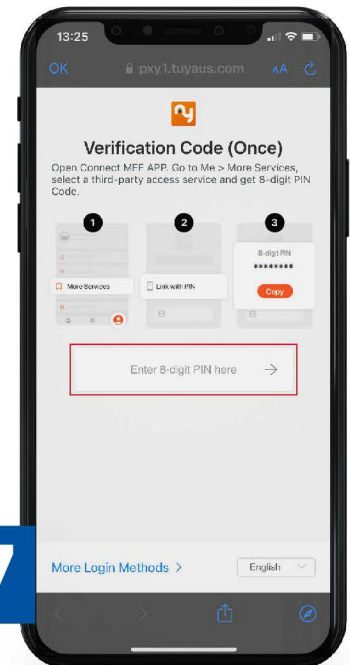 13:25
OK
pxy1.tuyaus.com
AA
Verification Code (Once)
Open Connect MFE APP. Go to Me > More Services,
select a third-party access service and get 8-digit PIN
Code.
1
2
3
More Services
Link with PIN
8-digit PIN
********
Copy
Enter 8-digit PIN here
7
More Login Methods >
English